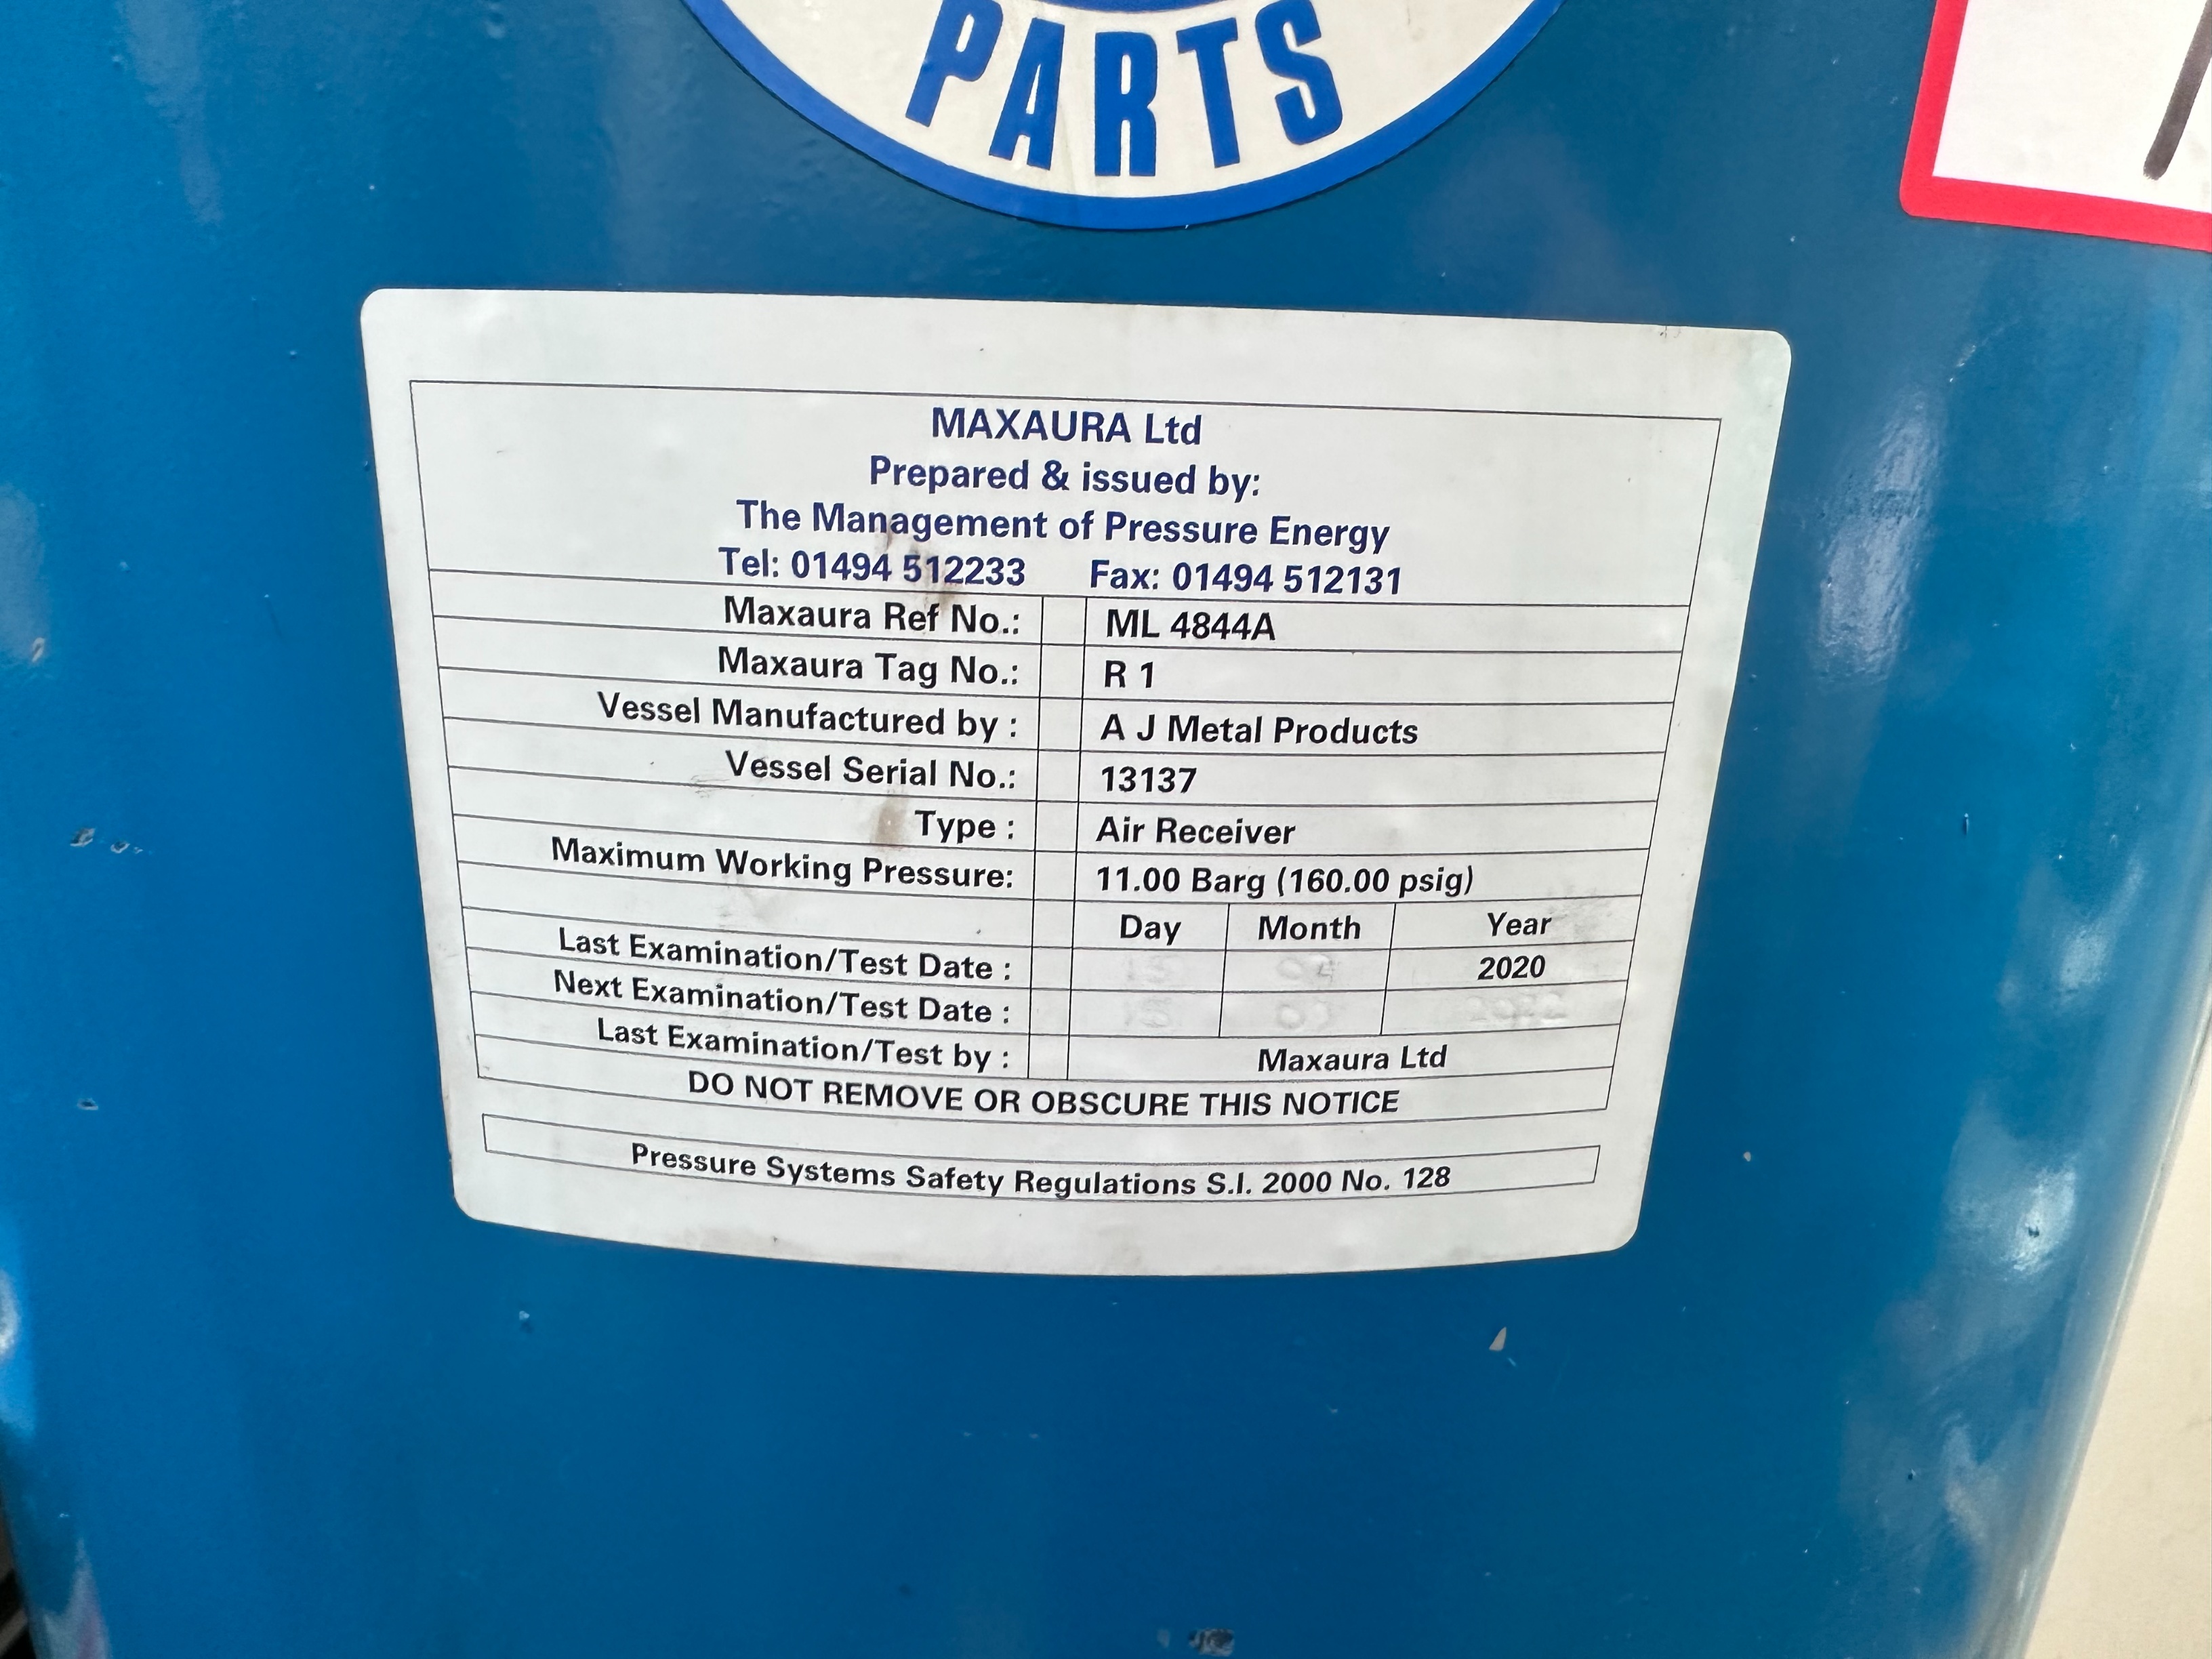 PARTS
MAXAURA Ltd
Prepared & issued by:
The Management of Pressure Energy
Tel: 01494 512233 Fax: 01494 512131
Maxaura Ref No.: ML 4844A
Maxaura Tag No.: R 1
Vessel Manufactured by : A J Metal Products
Vessel Serial No.: 13137
Type : Air Receiver
Maximum Working Pressure: 11.00 Barg (160.00 psig)
Day Month Year
Last Examination/Test Date : 2020
Next Examination/Test Date :
Last Examination/Test by : Maxaura Ltd
DO NOT REMOVE OR OBSCURE THIS NOTICE
Pressure Systems Safety Regulations S.I. 2000 No. 128